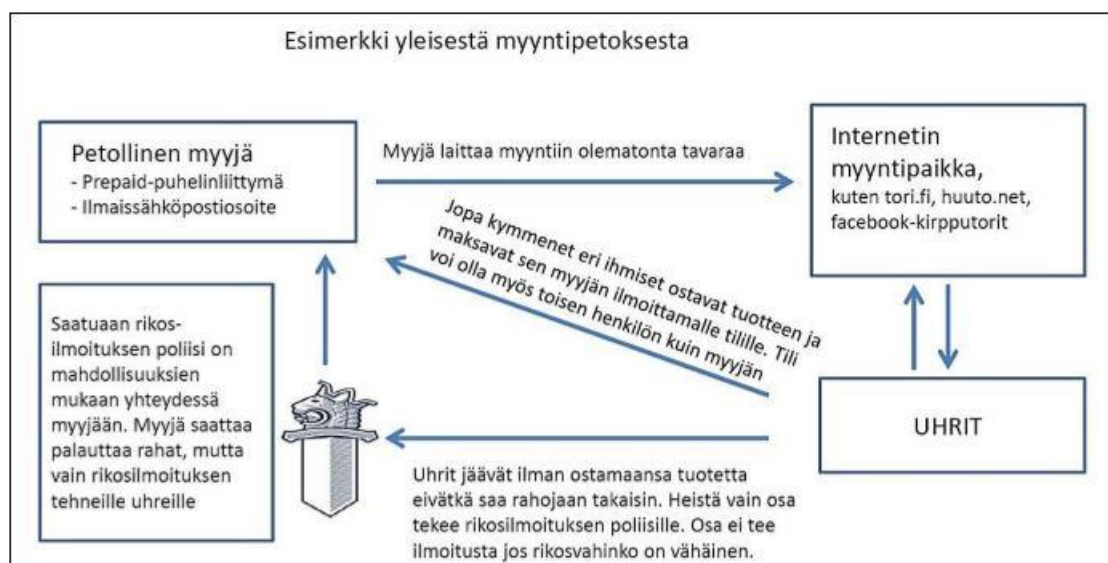 Esimerkki yleisestä myyntipetoksesta
Petollinen myyjä
- Prepaid-puhelinliittymä
- Ilmaissähköpostiosoite
Myyjä laittaa myyntiin olematonta tavaraa
Internetin
myyntipaikka,
kuten tori.fi, huuto.net,
facebook-kirpputorit
Jopa kymmenet eri ihmiset ostavat tuotteen ja
maksavat sen myyjän ilmoittamalle tilille. Tili
voi olla myös toisen henkilön kuin myyjän
Saatuaan rikos-
ilmoituksen poliisi on
mahdollisuuksien
mukaan yhteydessä
myyjään. Myyjä saattaa
palauttaa rahat, mutta
vain rikosilmoituksen
tehneille uhreille
UHRIT
Uhrit jäävät ilman ostamaansa tuotetta
eivätkä saa rahojaan takaisin. Heistä vain osa
tekee rikosilmoituksen poliisille. Osa ei tee
ilmoitusta jos rikosvahinko on vähäinen.